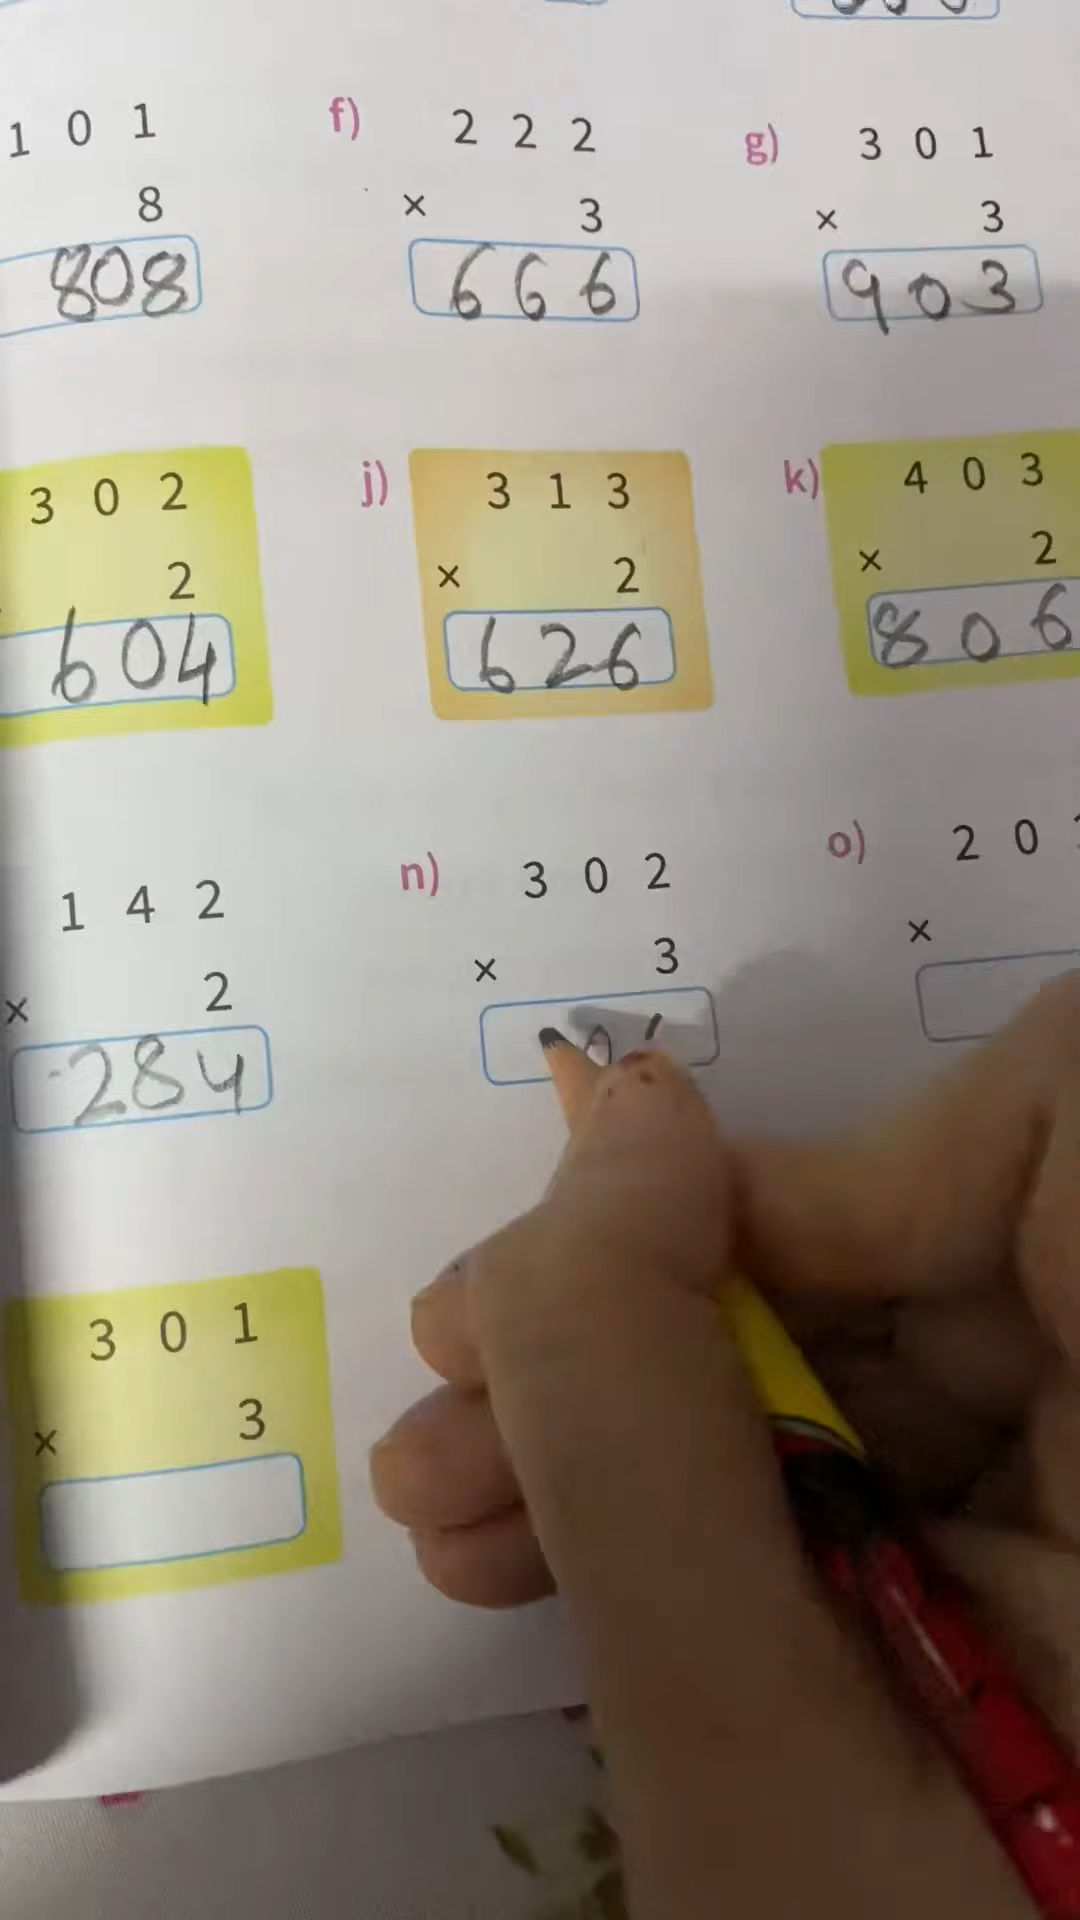 1 0 1
8
808
f) 2 2 2
× 3
666
g) 3 0 1
× 3
903
3 0 2
2
604
j) 3 1 3
× 2
626
k) 4 0 3
× 2
806
1 4 2
× 2
284
n) 3 0 2
× 3
o) 2 0
×
3 0 1
× 3